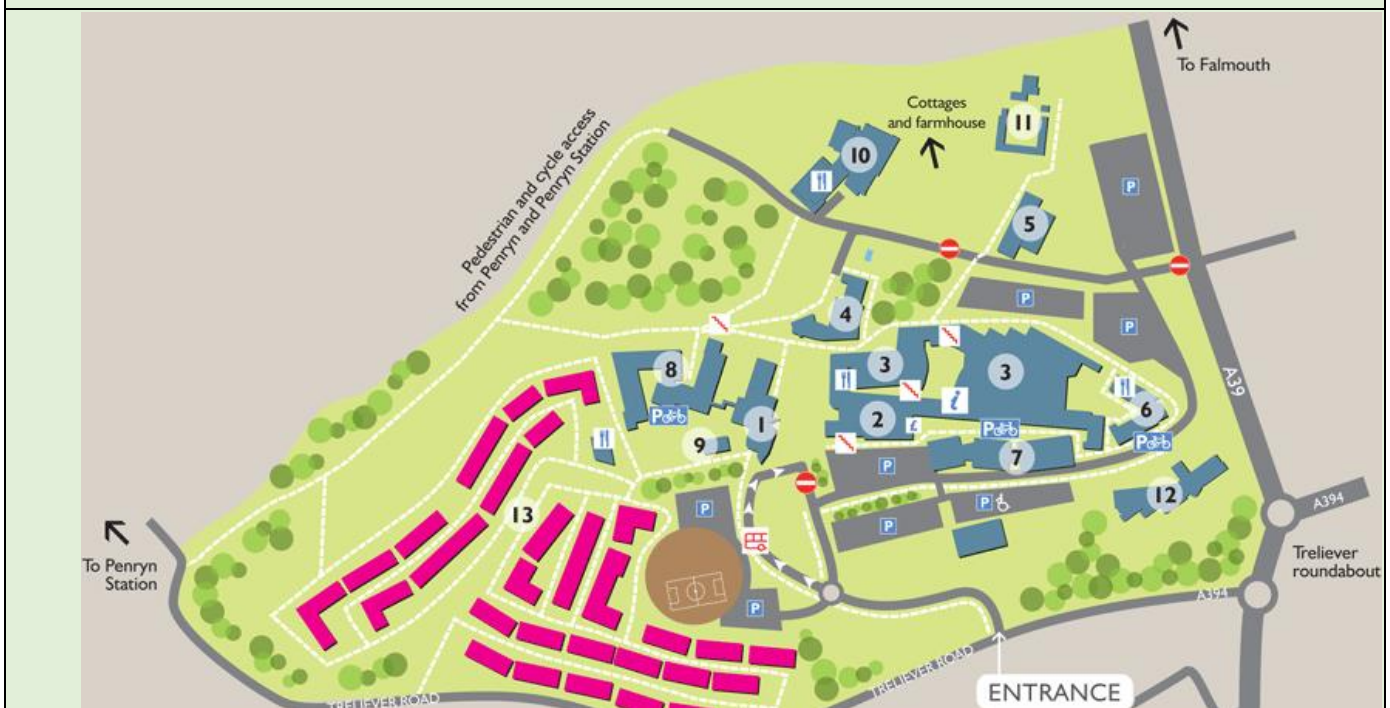 To Falmouth
Cottages
and farmhouse
11
10
Pedestrian and cycle access
from Penryn and Penryn Station
P
5
P
4
P
3
3
8
P
i
6
2
£
P
1
9
P
7
P
A39
12
P
P
13
P
P
A394
To Penryn
Station
Treliever
roundabout
A394
P
TRELIEVER ROAD
ENTRANCE
TRELIEVER ROAD